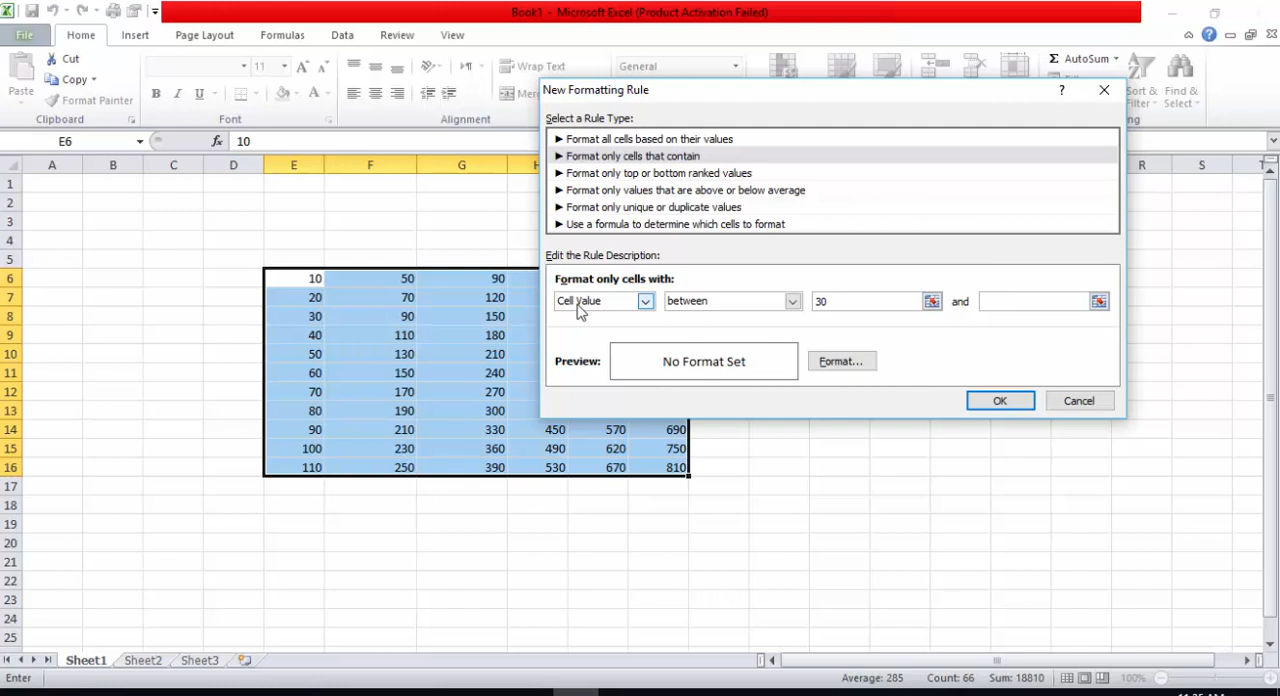 Book1 - Microsoft Excel (Product Activation Failed)
File Home Insert Page Layout Formulas Data Review View
Cut
Copy
Format Painter
Paste
Clipboard
11 A A
B I U A
Font
Wrap Text
Alignment
General
AutoSum
Sort &
Filter
Find &
Select
E6 fx 10
A B C D E F G H R S T
1
2
3
4
5
6 10 50 90
7 20 70 120
8 30 90 150
9 40 110 180
10 50 130 210
11 60 150 240
12 70 170 270
13 80 190 300
14 90 210 330 450 570 690
15 100 230 360 490 620 750
16 110 250 390 530 670 810
17
18
19
20
21
22
23
24
25
New Formatting Rule ?
Select a Rule Type:
► Format all cells based on their values
► Format only cells that contain
► Format only top or bottom ranked values
► Format only values that are above or below average
► Format only unique or duplicate values
► Use a formula to determine which cells to format
Edit the Rule Description:
Format only cells with:
Cell Value between 30 and
Preview: No Format Set Format...
OK Cancel
Sheet1 Sheet2 Sheet3
Enter Average: 285 Count: 66 Sum: 18810 100%